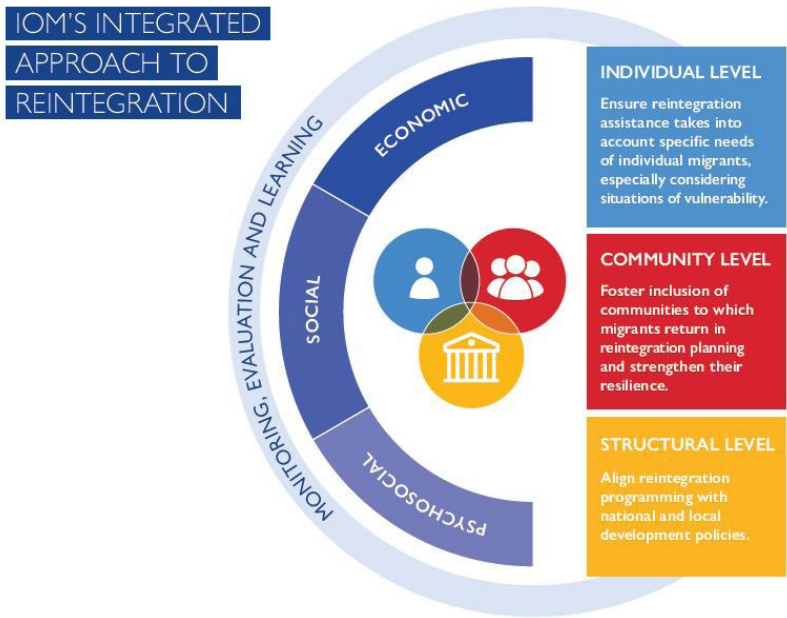 IOM'S INTEGRATED
APPROACH TO
REINTEGRATION
MONITORING, EVALUATION AND LEARNING
ECONOMIC
SOCIAL
PSYCHOSOCIAL
INDIVIDUAL LEVEL
Ensure reintegration
assistance takes into
account specific needs
of individual migrants,
especially considering
situations of vulnerability.
COMMUNITY LEVEL
Foster inclusion of
communities to which
migrants return in
reintegration planning
and strengthen their
resilience.
STRUCTURAL LEVEL
Align reintegration
programming with
national and local
development policies.